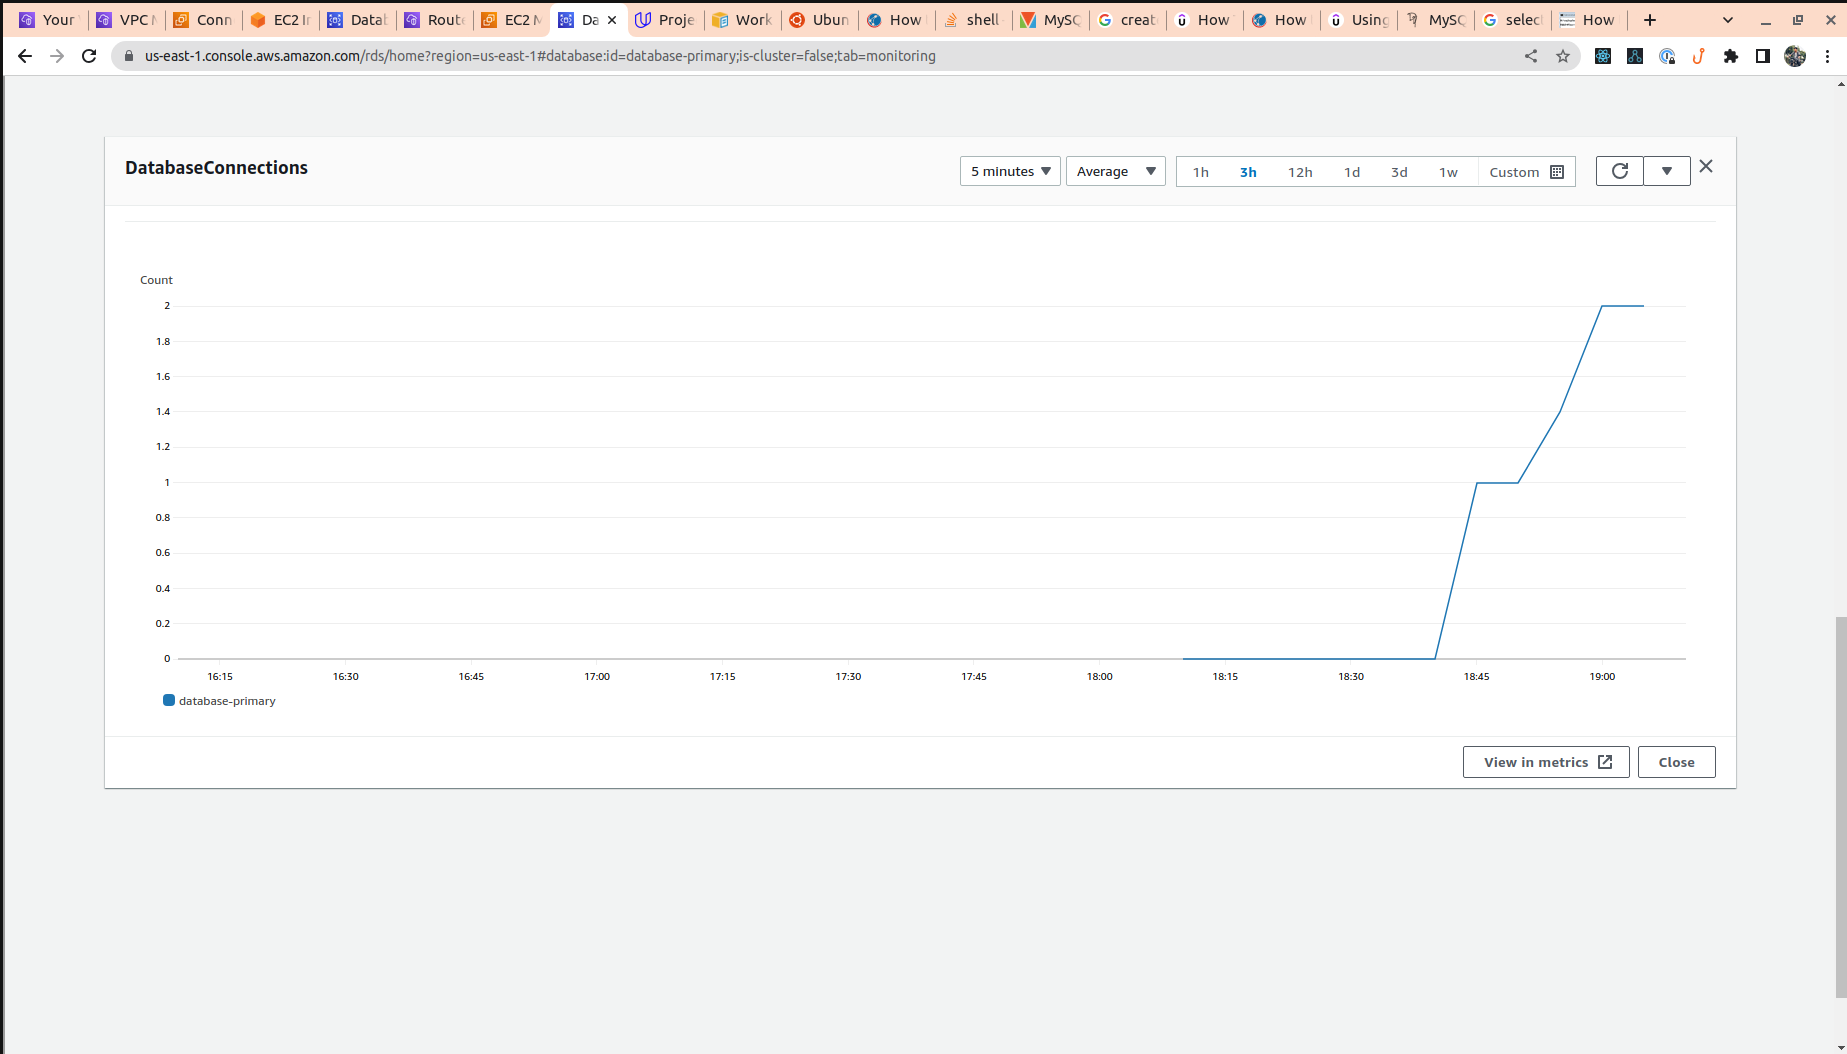 Your VPC Conn EC2 Datab Route EC2 Da Proje Work Ubun How shell MySQ creat How How Using MySQ selec How
us-east-1.console.aws.amazon.com/rds/home?region=us-east-1#database:id=database-primary;is-cluster=false;tab=monitoring
DatabaseConnections 5 minutes Average 1h 3h 12h 1d 3d 1w Custom
Count
2
1.8
1.6
1.4
1.2
1
0.8
0.6
0.4
0.2
0
16:15 16:30 16:45 17:00 17:15 17:30 17:45 18:00 18:15 18:30 18:45 19:00
database-primary
View in metrics Close